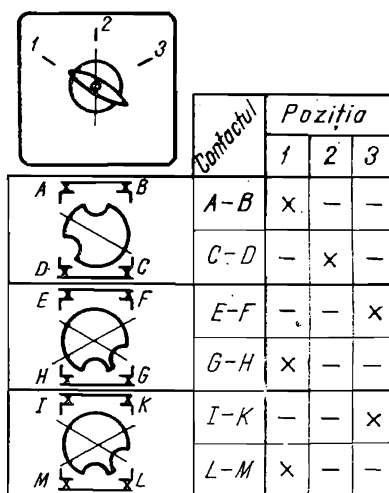 2
1 3
Contactul Poziția
1 2 3
A B
A-B × — —
D C
C-D — × —
E F
E-F — — ×
H G
G-H × — —
I K
I-K — — ×
M L
L-M × — —